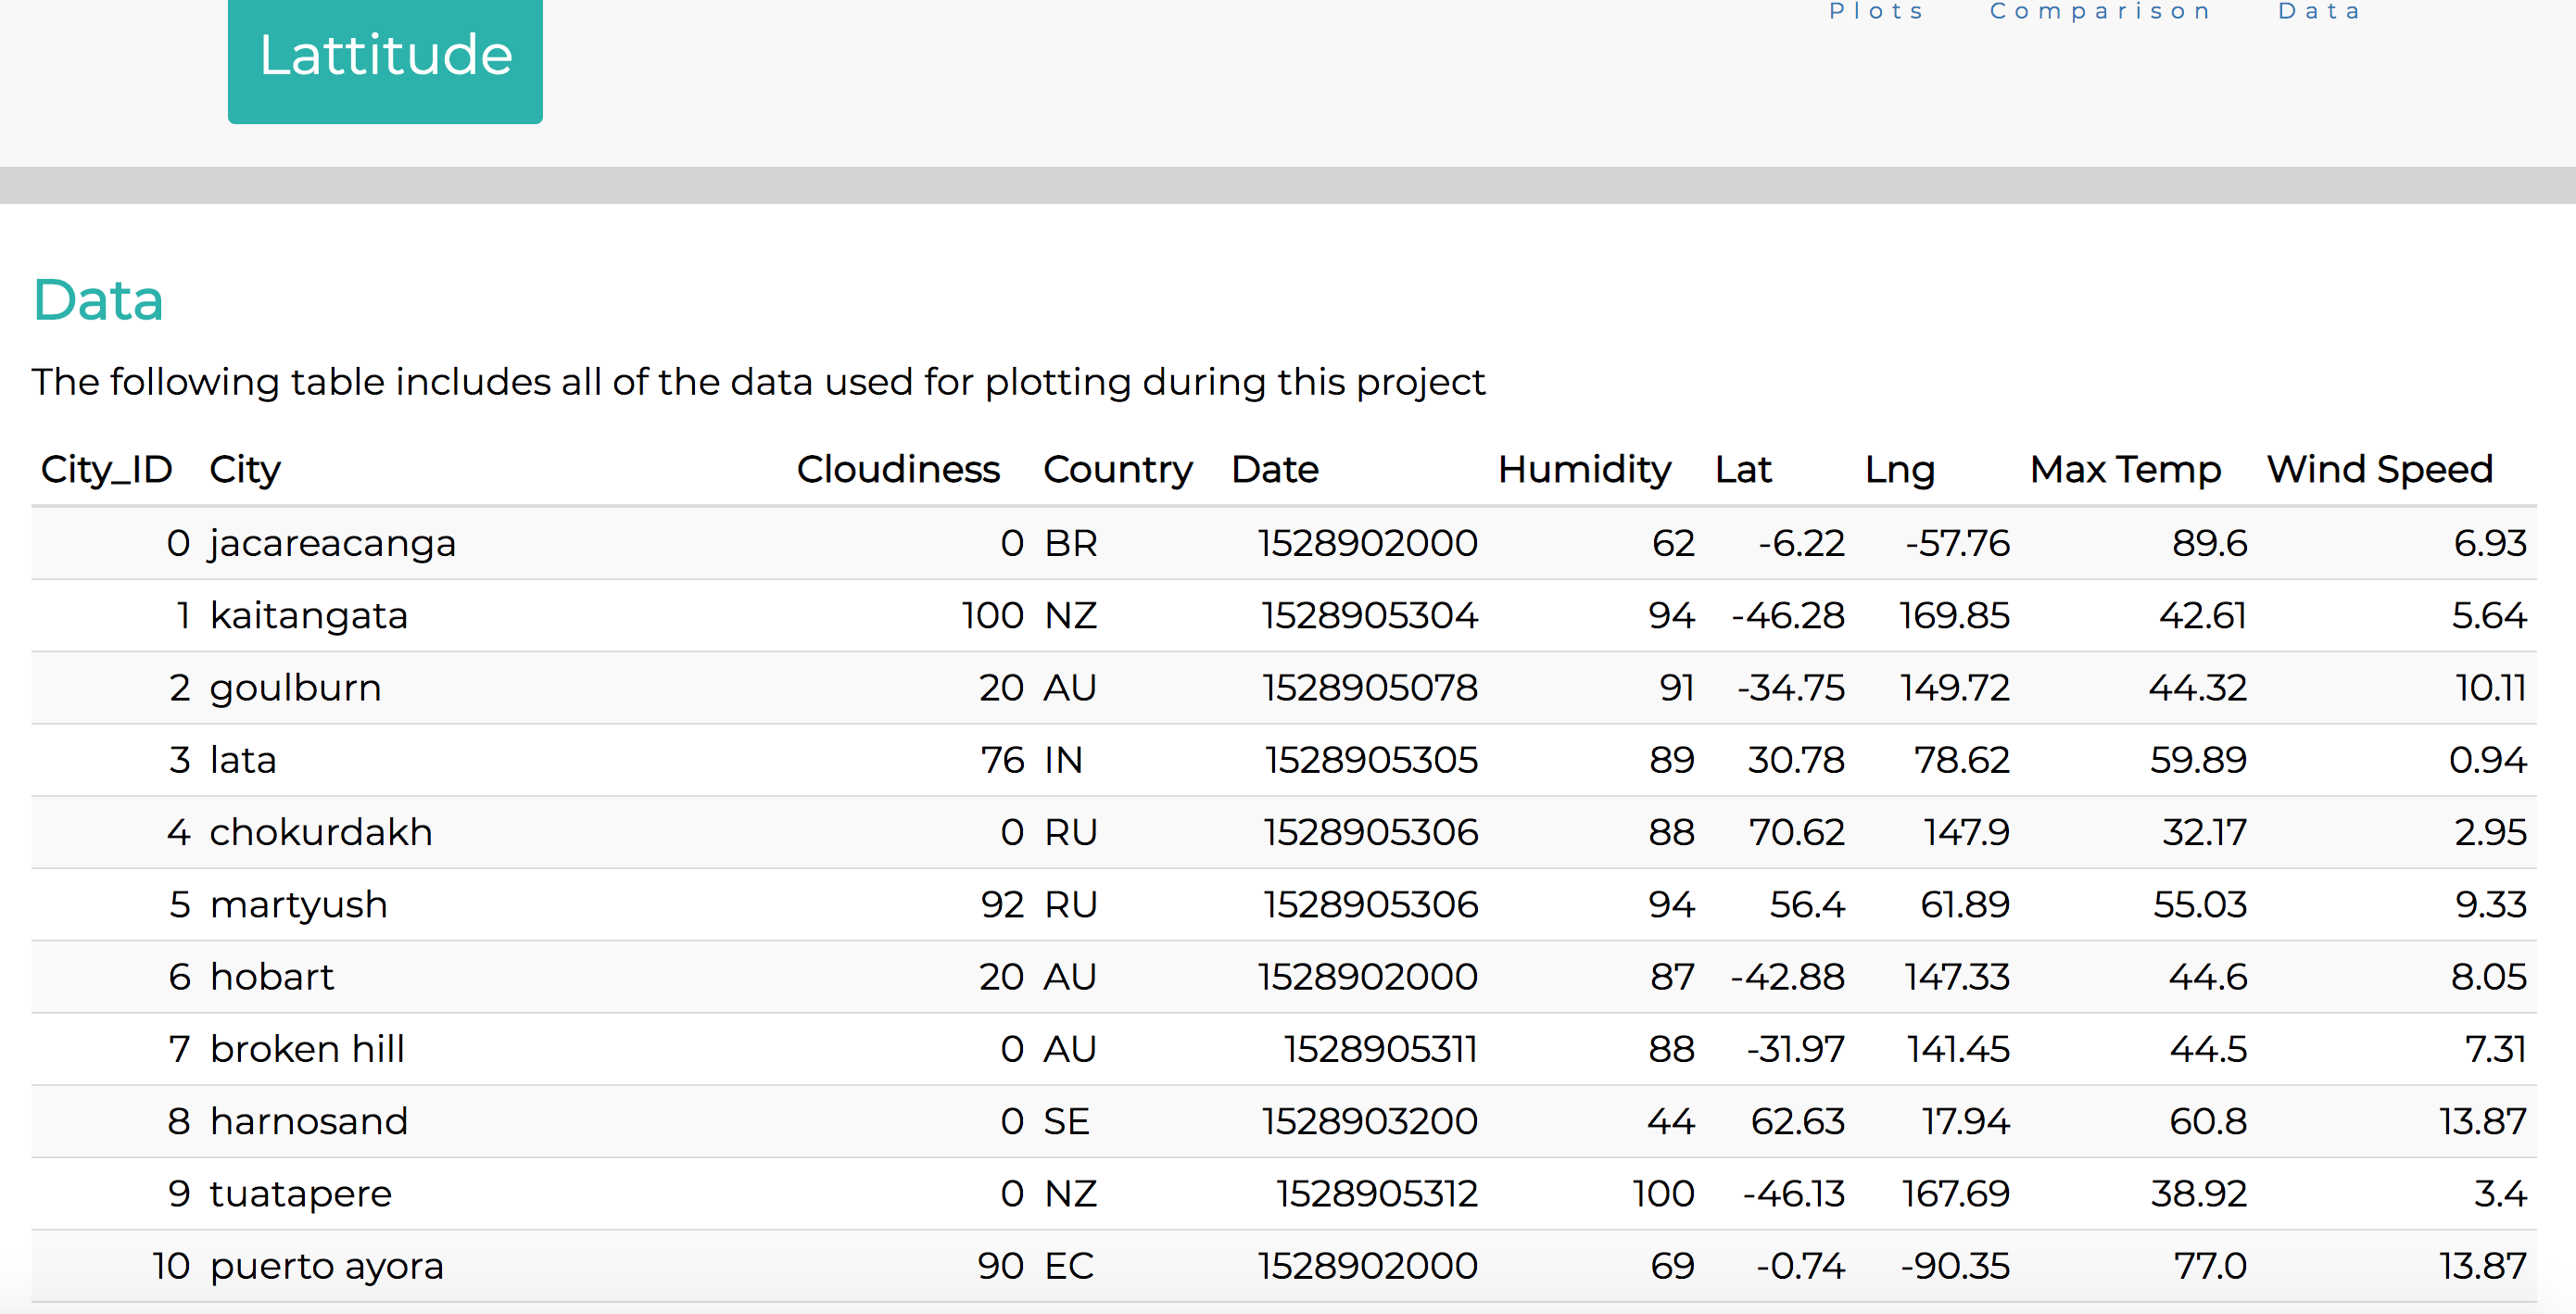 Lattitude
Plots Comparison Data
Data
The following table includes all of the data used for plotting during this project
City_ID City Cloudiness Country Date Humidity Lat Lng Max Temp Wind Speed
0 jacareacanga 0 BR 1528902000 62 -6.22 -57.76 89.6 6.93
1 kaitangata 100 NZ 1528905304 94 -46.28 169.85 42.61 5.64
2 goulburn 20 AU 1528905078 91 -34.75 149.72 44.32 10.11
3 lata 76 IN 1528905305 89 30.78 78.62 59.89 0.94
4 chokurdakh 0 RU 1528905306 88 70.62 147.9 32.17 2.95
5 martyush 92 RU 1528905306 94 56.4 61.89 55.03 9.33
6 hobart 20 AU 1528902000 87 -42.88 147.33 44.6 8.05
7 broken hill 0 AU 1528905311 88 -31.97 141.45 44.5 7.31
8 harnosand 0 SE 1528903200 44 62.63 17.94 60.8 13.87
9 tuatapere 0 NZ 1528905312 100 -46.13 167.69 38.92 3.4
10 puerto ayora 90 EC 1528902000 69 -0.74 -90.35 77.0 13.87